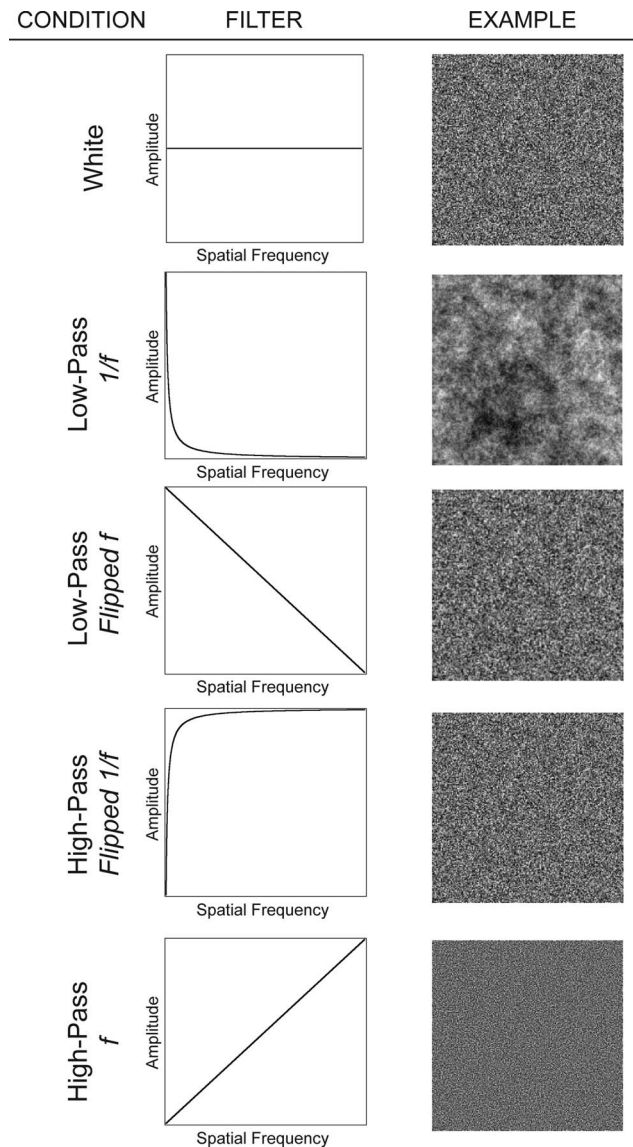 CONDITION FILTER EXAMPLE
White
Amplitude
Spatial Frequency
Low-Pass
1/f
Amplitude
Spatial Frequency
Low-Pass
Flipped f
Amplitude
Spatial Frequency
High-Pass
Flipped 1/f
Amplitude
Spatial Frequency
High-Pass
f
Amplitude
Spatial Frequency